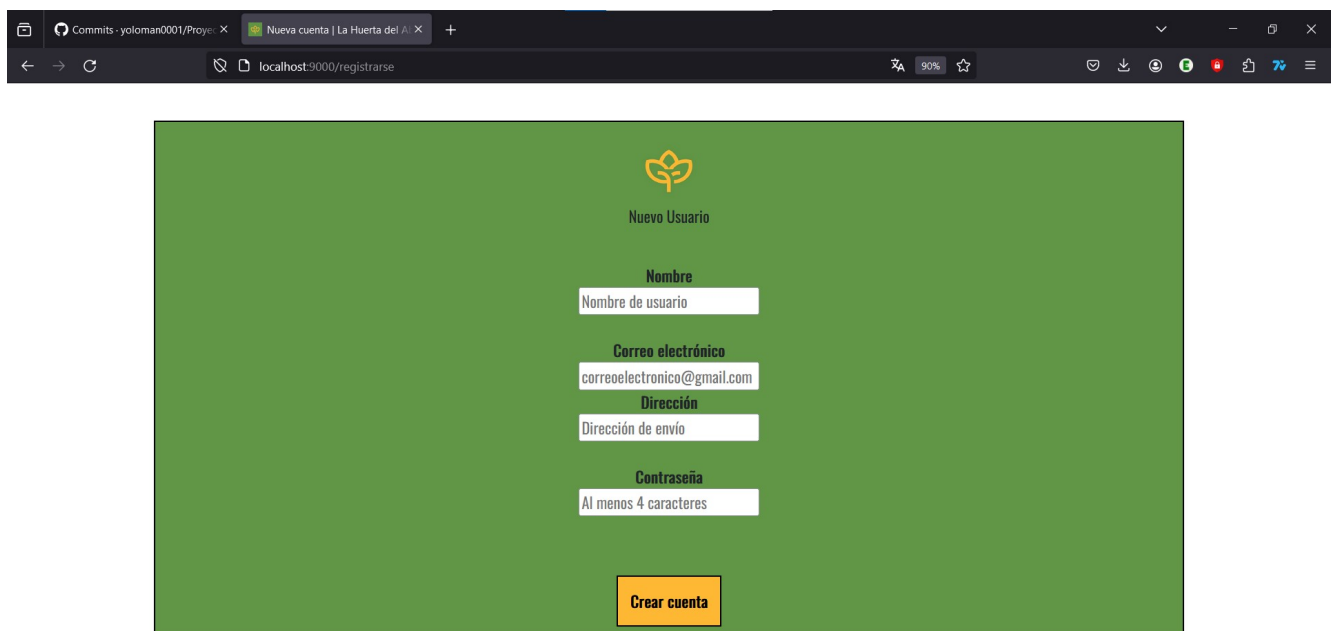 Commits - yoloman0001/Proyec
Nueva cuenta | La Huerta del Al
localhost:9000/registrarse
90%
Nuevo Usuario
Nombre
Nombre de usuario
Correo electrónico
correoelectronico@gmail.com
Dirección
Dirección de envío
Contraseña
Al menos 4 caracteres
Crear cuenta